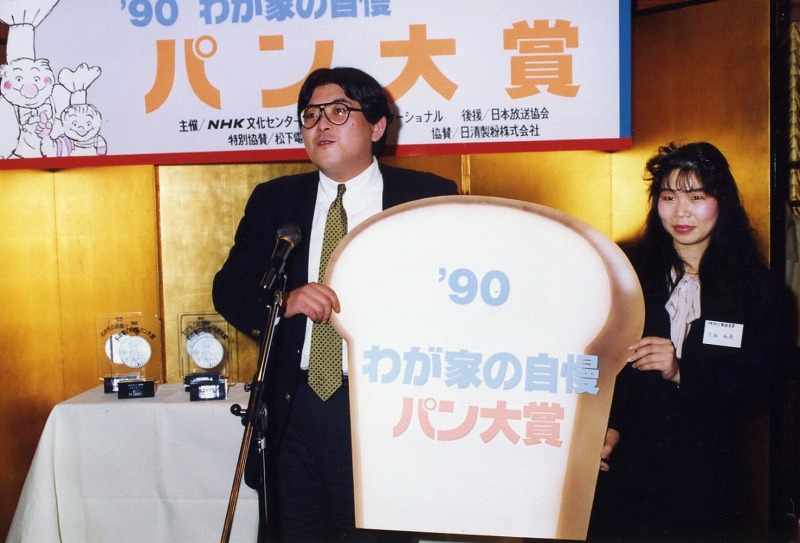 '90 わが家の自慢
パン大賞
主催/NHK文化センター
ーショナル 後援/日本放送協会
特別協賛/松下電
協賛/日清製粉株式会社
'90
わが家の自慢
パン大賞